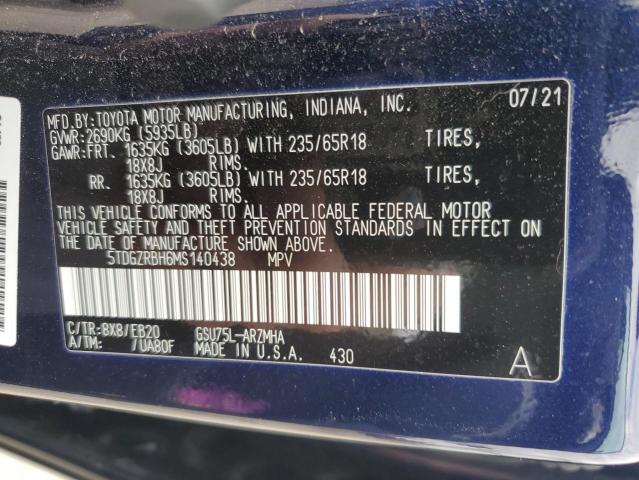 MFD.BY:TOYOTA MOTOR MANUFACTURING, INDIANA, INC. 07/21
GVWR:2690KG (5935LB)
GAWR:FRT. 1635KG (3605LB) WITH 235/65R18 TIRES,
18X8J RIMS.
RR. 1635KG (3605LB) WITH 235/65R18 TIRES,
18X8J RIMS.
THIS VEHICLE CONFORMS TO ALL APPLICABLE FEDERAL MOTOR
VEHICLE SAFETY AND THEFT PREVENTION STANDARDS IN EFFECT ON
THE DATE OF MANUFACTURE SHOWN ABOVE.
5TDGZRBH6MS140438 MPV
C/TR:8X8/EB20 GSU75L-ARZMHA
A/TM: /UA80F MADE IN U.S.A. 430 A